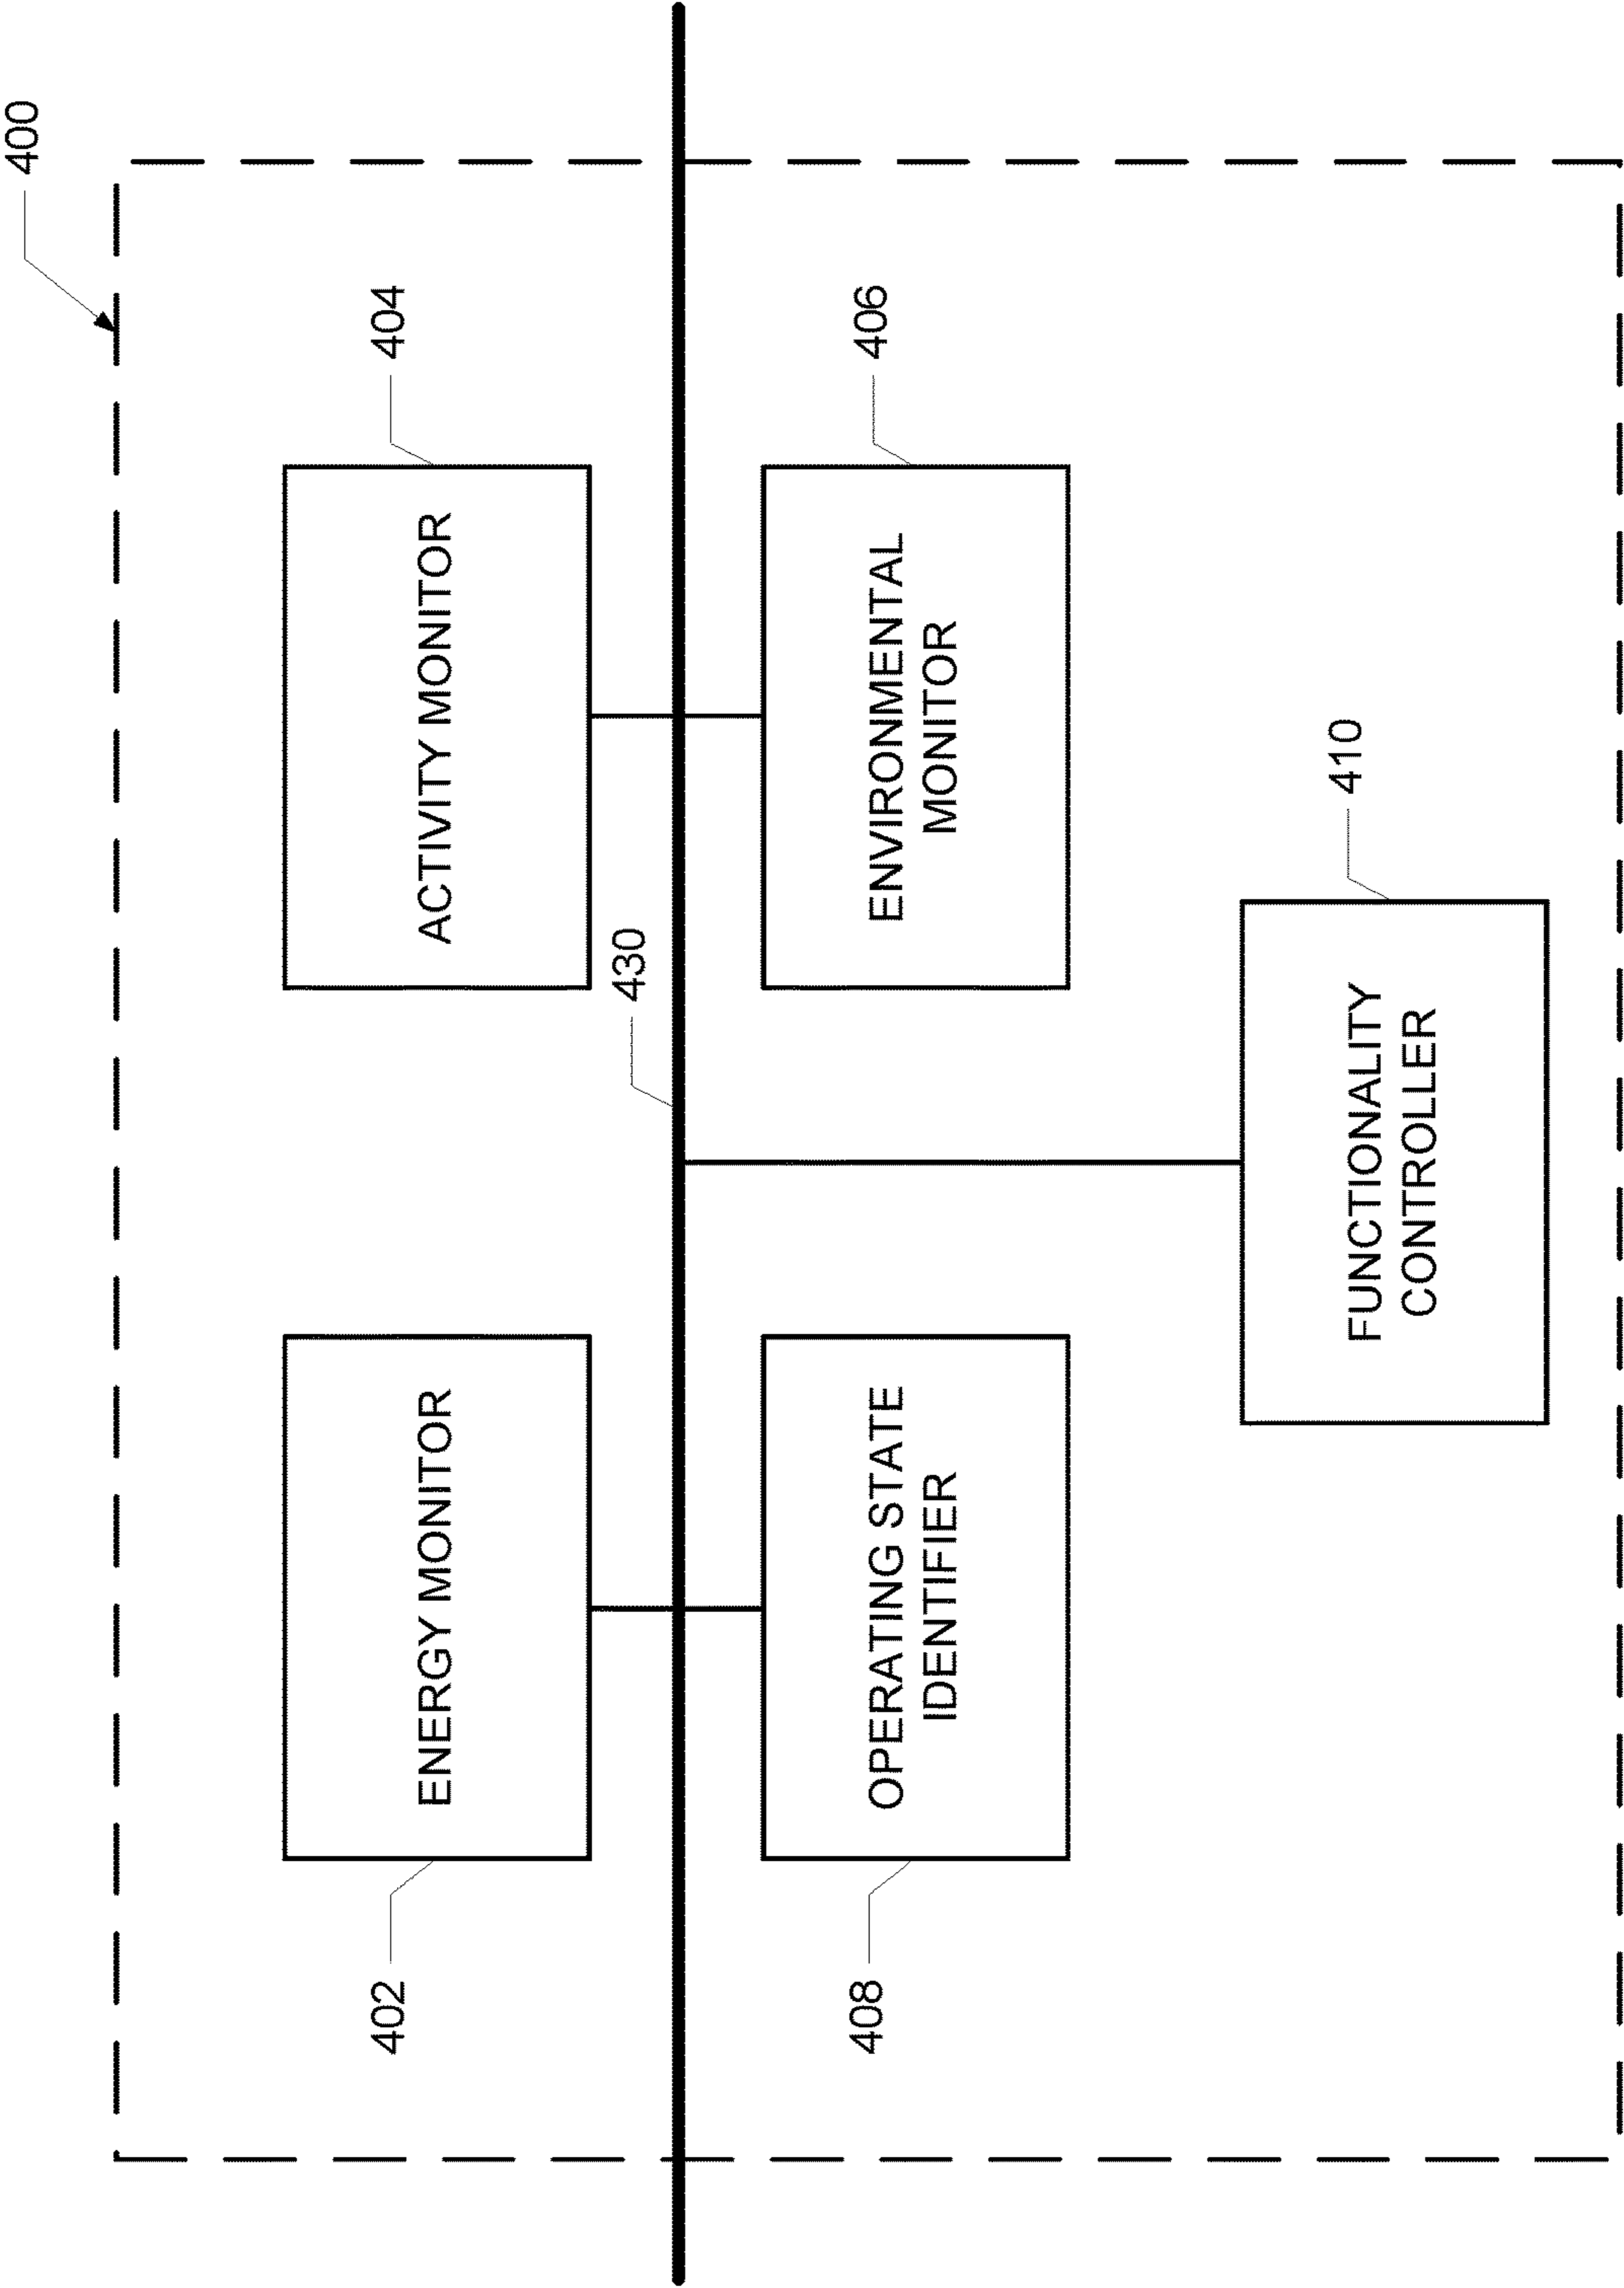 400
402
ENERGY MONITOR
ACTIVITY MONITOR
404
430
408
OPERATING STATE
IDENTIFIER
ENVIRONMENTAL
MONITOR
406
FUNCTIONALITY
CONTROLLER
410